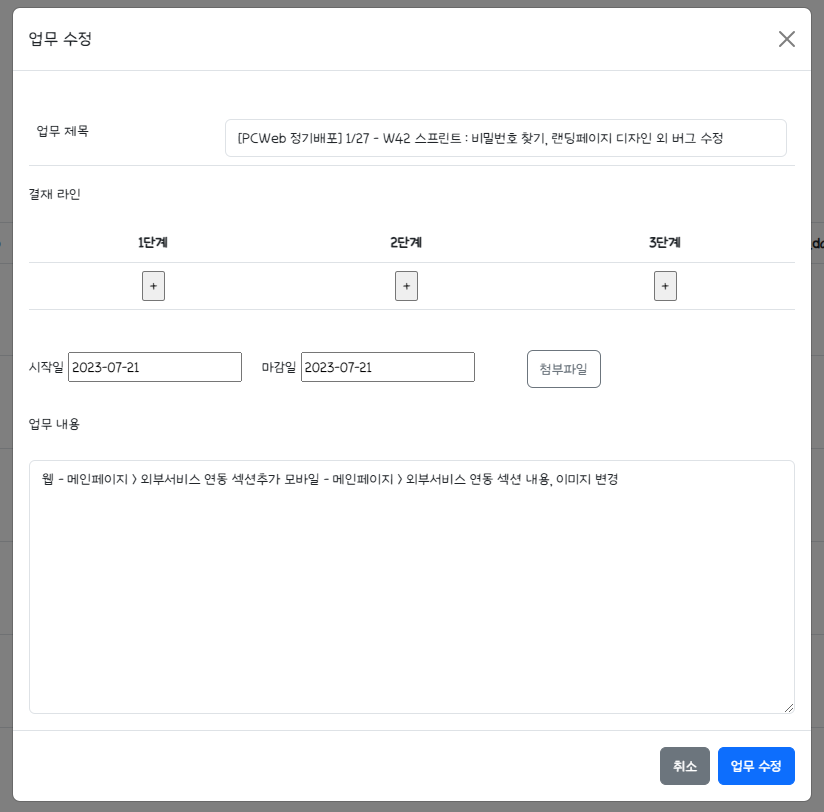 업무 수정
업무 제목
[PCWeb 정기배포] 1/27 - W42 스프린트 : 비밀번호 찾기, 랜딩페이지 디자인 외 버그 수정
결재 라인
1단계 2단계 3단계
+ + +
시작일 2023-07-21 마감일 2023-07-21 첨부파일
업무 내용
웹 - 메인페이지 > 외부서비스 연동 섹션추가 모바일 - 메인페이지 > 외부서비스 연동 섹션 내용, 이미지 변경
취소 업무 수정